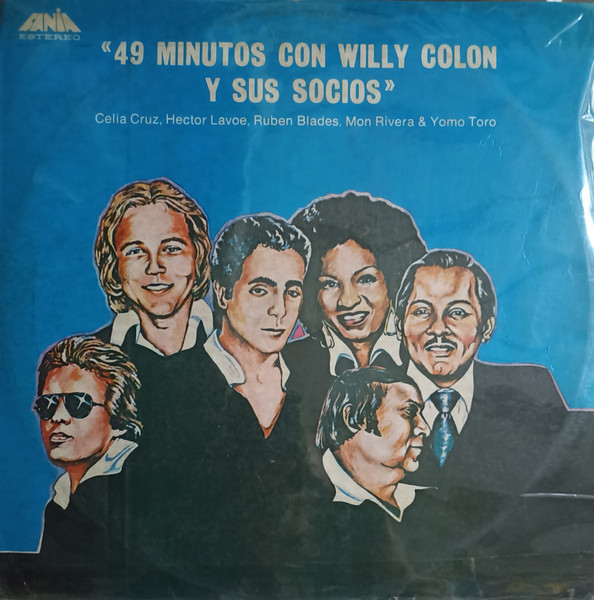 FANIA
ESTEREO
«49 MINUTOS CON WILLY COLON
Y SUS SOCIOS»
Celia Cruz, Hector Lavoe, Ruben Blades, Mon Rivera & Yomo Toro